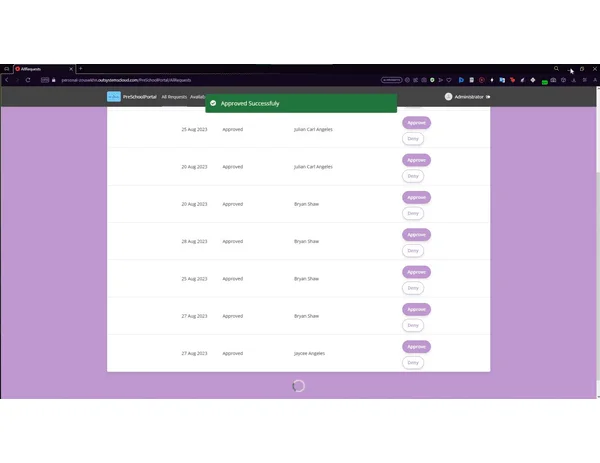 AllRequests
.outsystemscloud.com/PreSchoolPortal/AllRequests
PreSchoolPortal All Requests Availab
Approved Successfuly
Administrator
25 Aug 2023 Approved Julian Carl Angeles Approve
Deny
20 Aug 2023 Approved Julian Carl Angeles Approve
Deny
20 Aug 2023 Approved Bryan Shaw Approve
Deny
28 Aug 2023 Approved Bryan Shaw Approve
Deny
25 Aug 2023 Approved Bryan Shaw Approve
Deny
27 Aug 2023 Approved Bryan Shaw Approve
Deny
27 Aug 2023 Approved Jaycee Angeles Approve
Deny